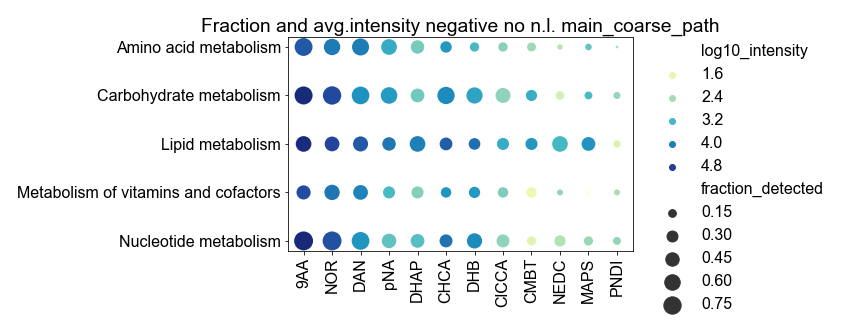 Fraction and avg.intensity negative no n.l. main_coarse_path
Amino acid metabolism
Carbohydrate metabolism
Lipid metabolism
Metabolism of vitamins and cofactors
Nucleotide metabolism
9AA
NOR
DAN
pNA
DHAP
CHCA
DHB
ClCCA
CMBT
NEDC
MAPS
PNDI
log10_intensity
1.6
2.4
3.2
4.0
4.8
fraction_detected
0.15
0.30
0.45
0.60
0.75